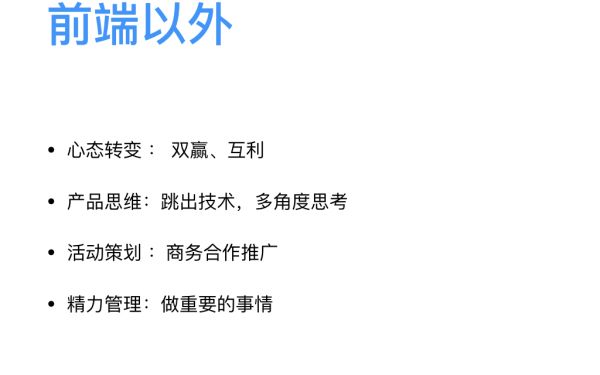 前端以外
• 心态转变： 双赢、互利
• 产品思维：跳出技术，多角度思考
• 活动策划：商务合作推广
• 精力管理：做重要的事情